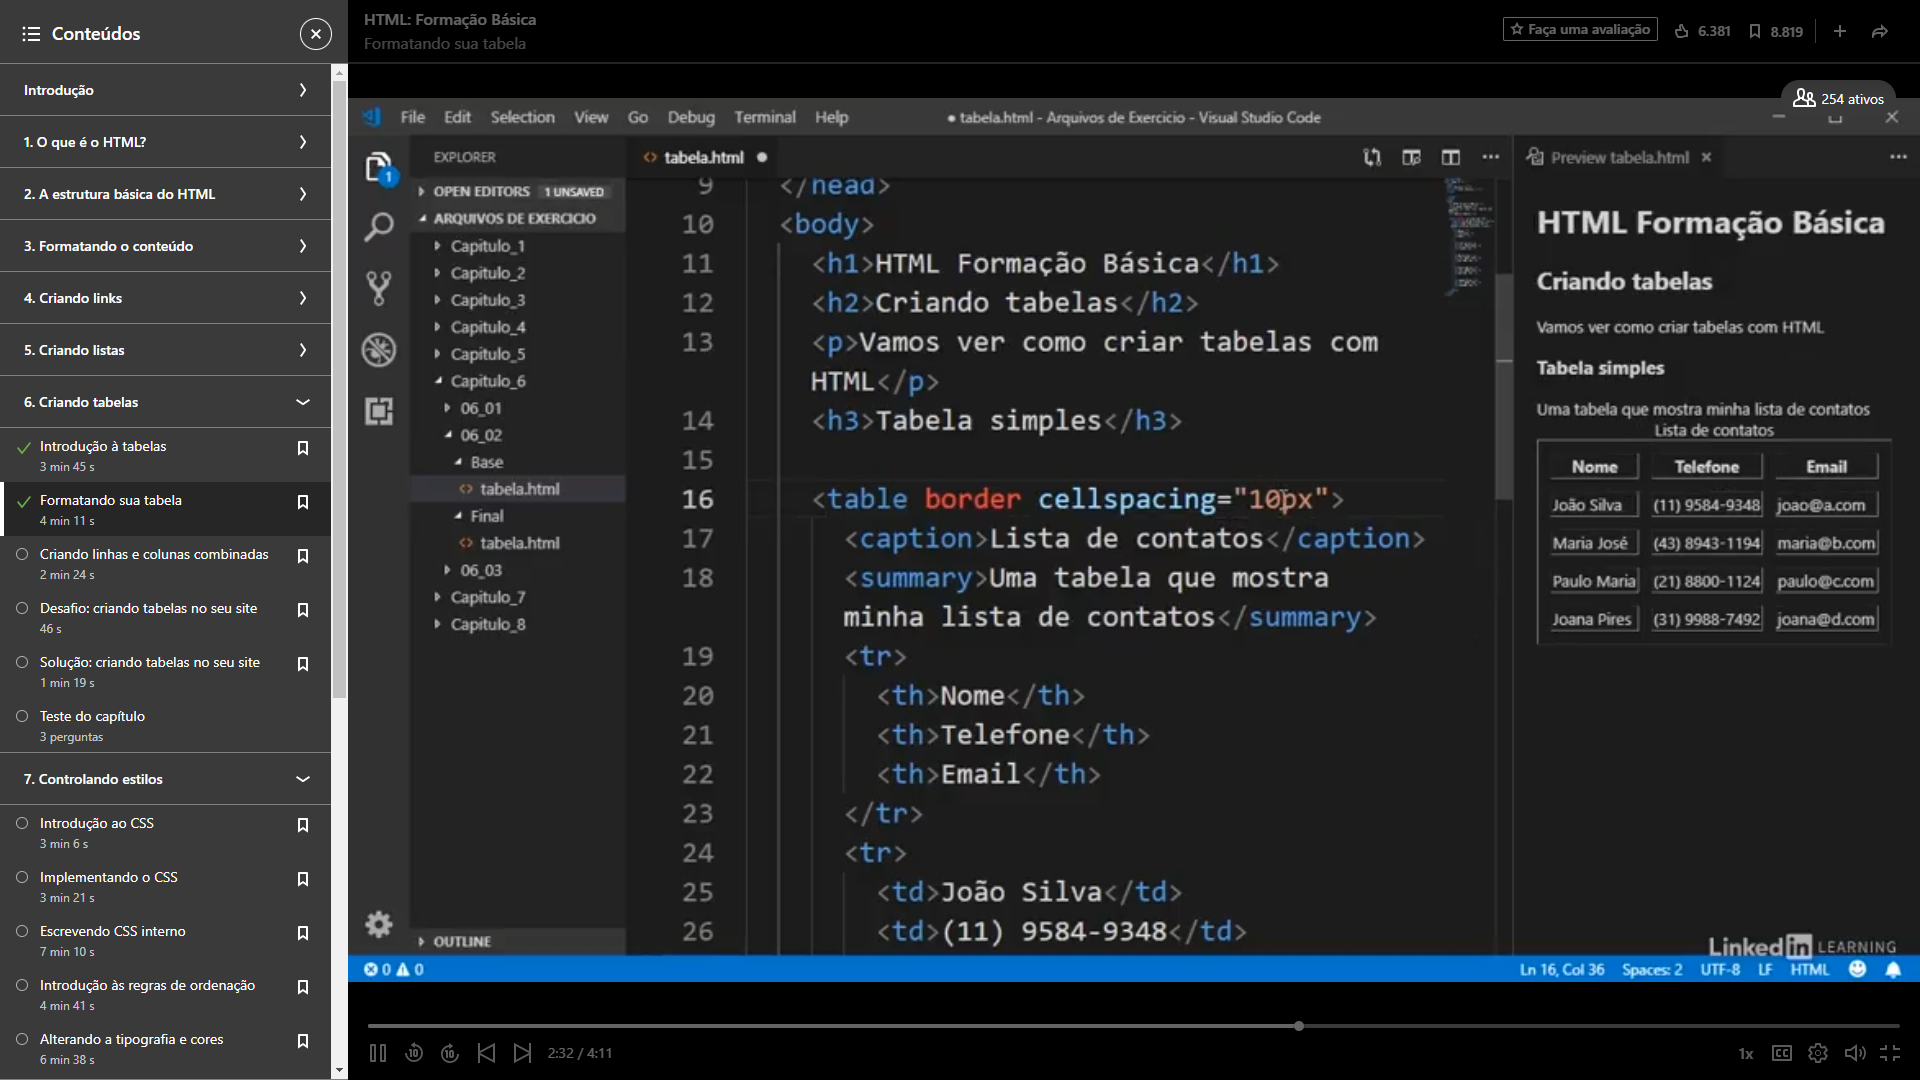 Conteúdos
Introdução
1. O que é o HTML?
2. A estrutura básica do HTML
3. Formatando o conteúdo
4. Criando links
5. Criando listas
6. Criando tabelas
Introdução à tabelas
3 min 45 s
Formatando sua tabela
4 min 11 s
Criando linhas e colunas combinadas
2 min 24 s
Desafio: criando tabelas no seu site
46 s
Solução: criando tabelas no seu site
1 min 19 s
Teste do capítulo
3 perguntas
7. Controlando estilos
Introdução ao CSS
3 min 6 s
Implementando o CSS
3 min 21 s
Escrevendo CSS interno
7 min 10 s
Introdução às regras de ordenação
4 min 41 s
Alterando a tipografia e cores
6 min 38 s
HTML: Formação Básica
Formatando sua tabela
Faça uma avaliação
6.381
8.819
254 ativos
File Edit Selection View Go Debug Terminal Help
● tabela.html - Arquivos de Exercicio - Visual Studio Code
1
EXPLORER
OPEN EDITORS 1 UNSAVED
ARQUIVOS DE EXERCICIO
Capitulo_1
Capitulo_2
Capitulo_3
Capitulo_4
Capitulo_5
Capitulo_6
06_01
06_02
Base
tabela.html
Final
tabela.html
06_03
Capitulo_7
Capitulo_8
OUTLINE
tabela.html
9 </head>
10 <body>
11 <h1>HTML Formação Básica</h1>
12 <h2>Criando tabelas</h2>
13 <p>Vamos ver como criar tabelas com
HTML</p>
14 <h3>Tabela simples</h3>
15
16 <table border cellspacing="10px">
17 <caption>Lista de contatos</caption>
18 <summary>Uma tabela que mostra
minha lista de contatos</summary>
19 <tr>
20 <th>Nome</th>
21 <th>Telefone</th>
22 <th>Email</th>
23 </tr>
24 <tr>
25 <td>João Silva</td>
26 <td>(11) 9584-9348</td>
Preview tabela.html
HTML Formação Básica
Criando tabelas
Vamos ver como criar tabelas com HTML
Tabela simples
Uma tabela que mostra minha lista de contatos
Lista de contatos
Nome Telefone Email
João Silva (11) 9584-9348 joao@a.com
Maria José (43) 8943-1194 maria@b.com
Paulo Maria (21) 8800-1124 paulo@c.com
Joana Pires (31) 9988-7492 joana@d.com
Linked in LEARNING
0 0
Ln 16, Col 36 Spaces: 2 UTF-8 LF HTML
10
10
2:32 / 4:11
1x
CC